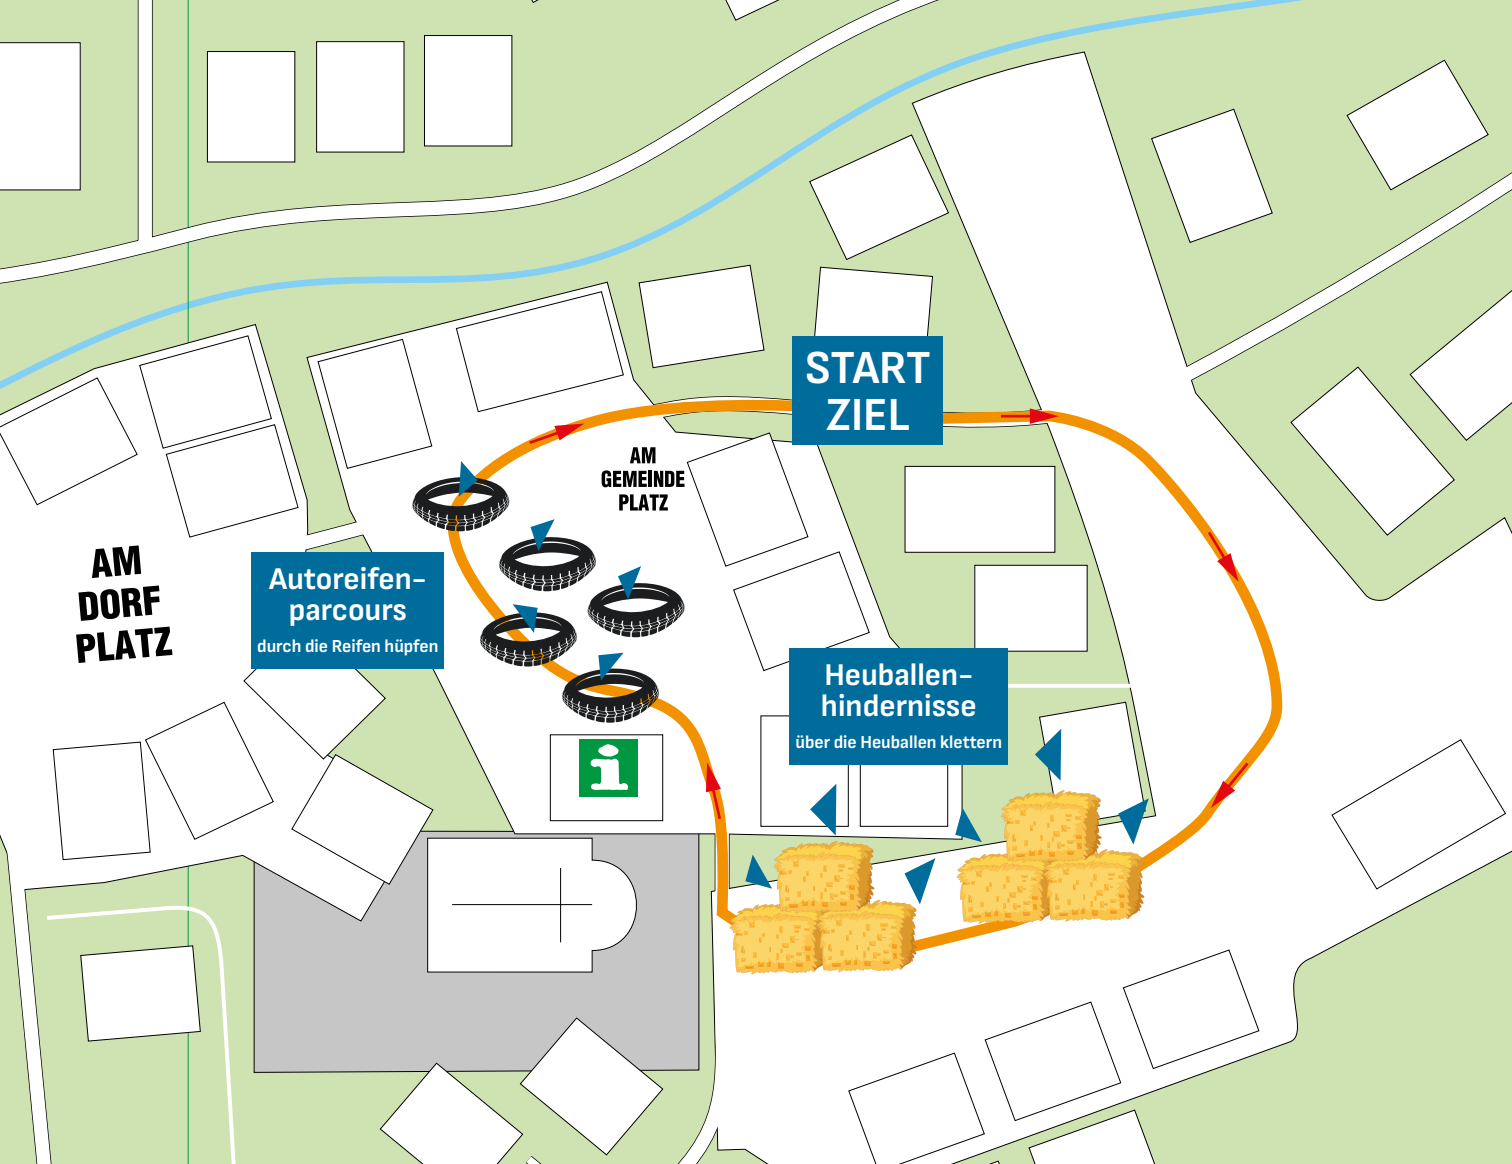 START
ZIEL
AM
GEMEINDE
PLATZ
AM
DORF
PLATZ
Autoreifen-
parcours
durch die Reifen hüpfen
Heuballen-
hindernisse
über die Heuballen klettern
i